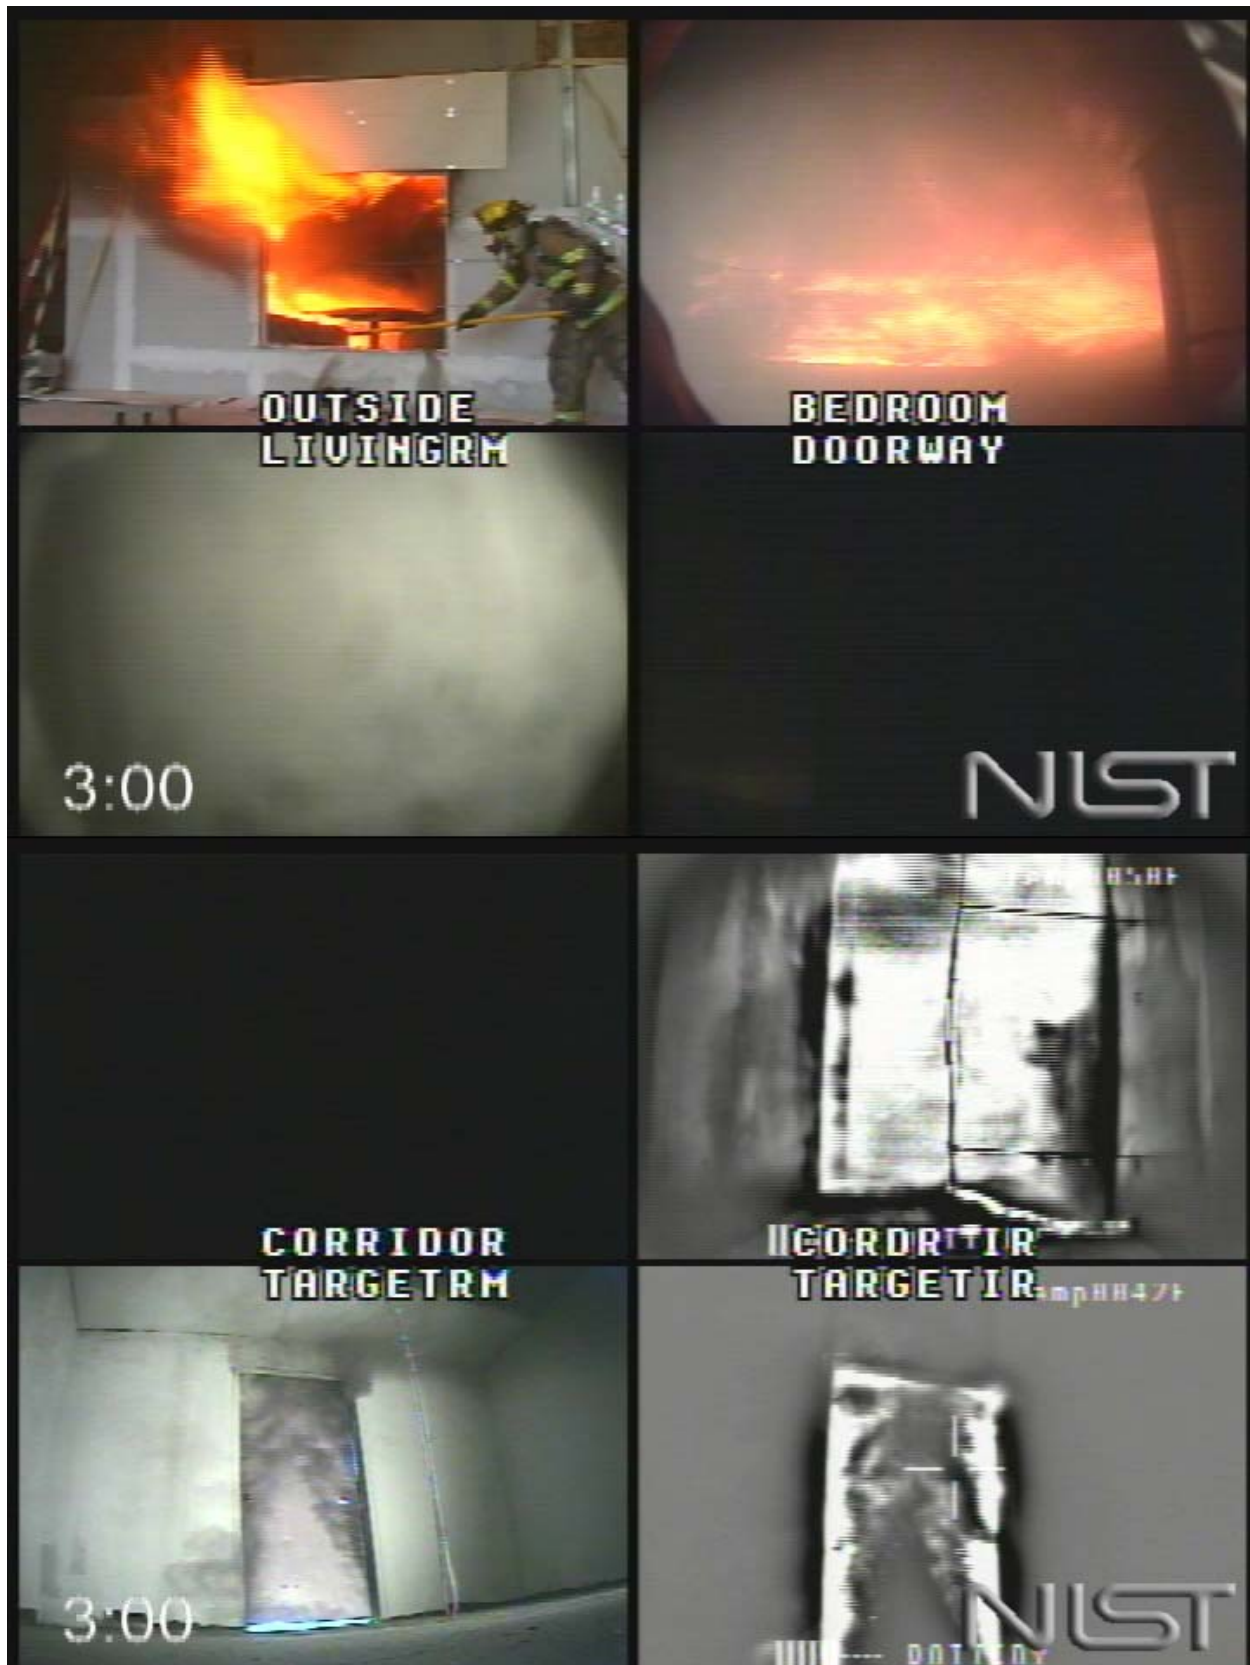 OUTSIDE
BEDROOM
LIVINGRM
DOORWAY
3:00
NIST
CORRIDOR
TARGETRM
TARGETIR
3:00
NIST